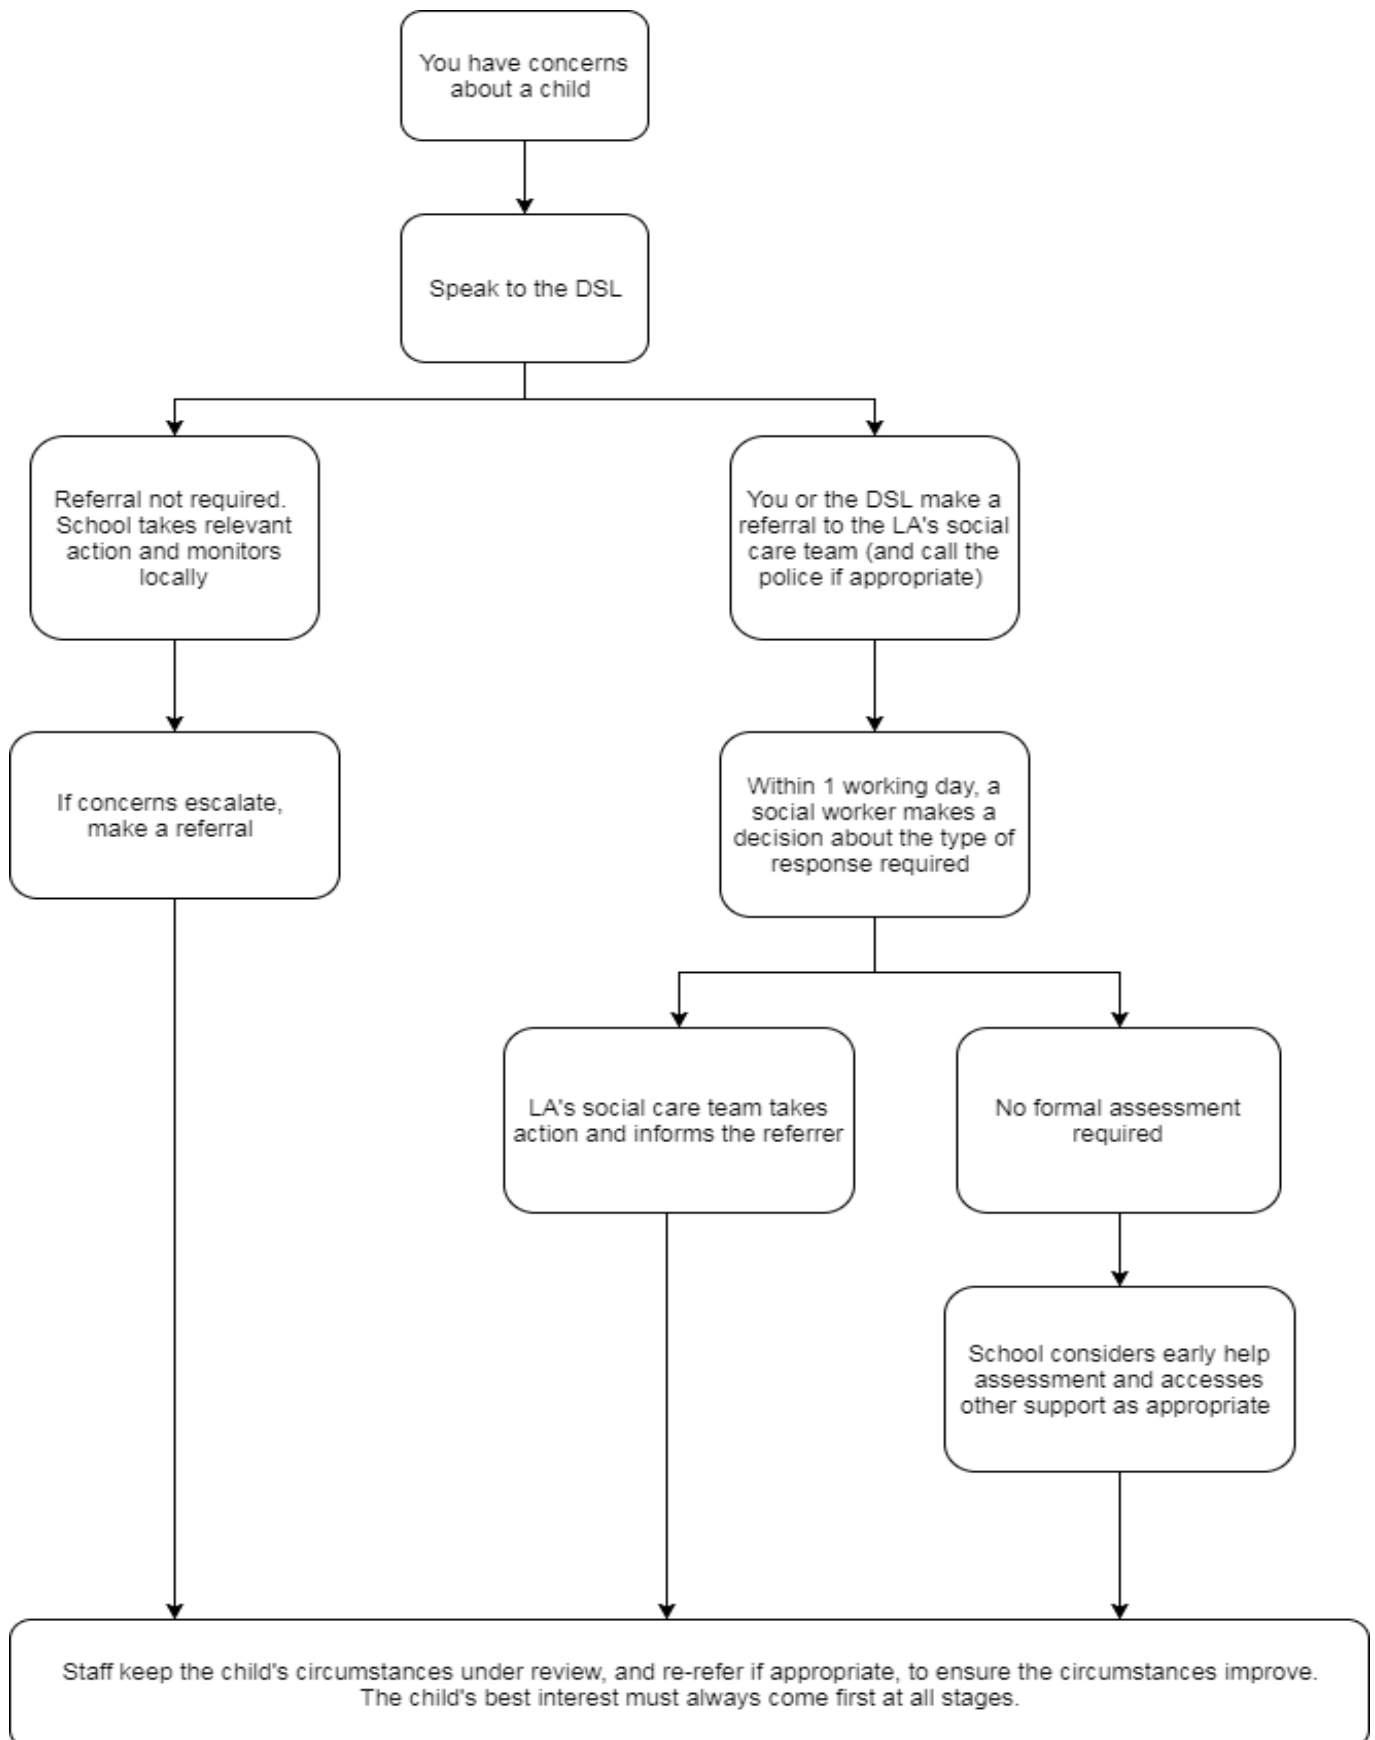 You have concerns
about a child
Speak to the DSL
Referral not required.
School takes relevant
action and monitors
locally
You or the DSL make a
referral to the LA's social
care team (and call the
police if appropriate)
If concerns escalate,
make a referral
Within 1 working day, a
social worker makes a
decision about the type of
response required
LA's social care team takes
action and informs the referrer
No formal assessment
required
School considers early help
assessment and accesses
other support as appropriate
Staff keep the child's circumstances under review, and re-refer if appropriate, to ensure the circumstances improve.
The child's best interest must always come first at all stages.